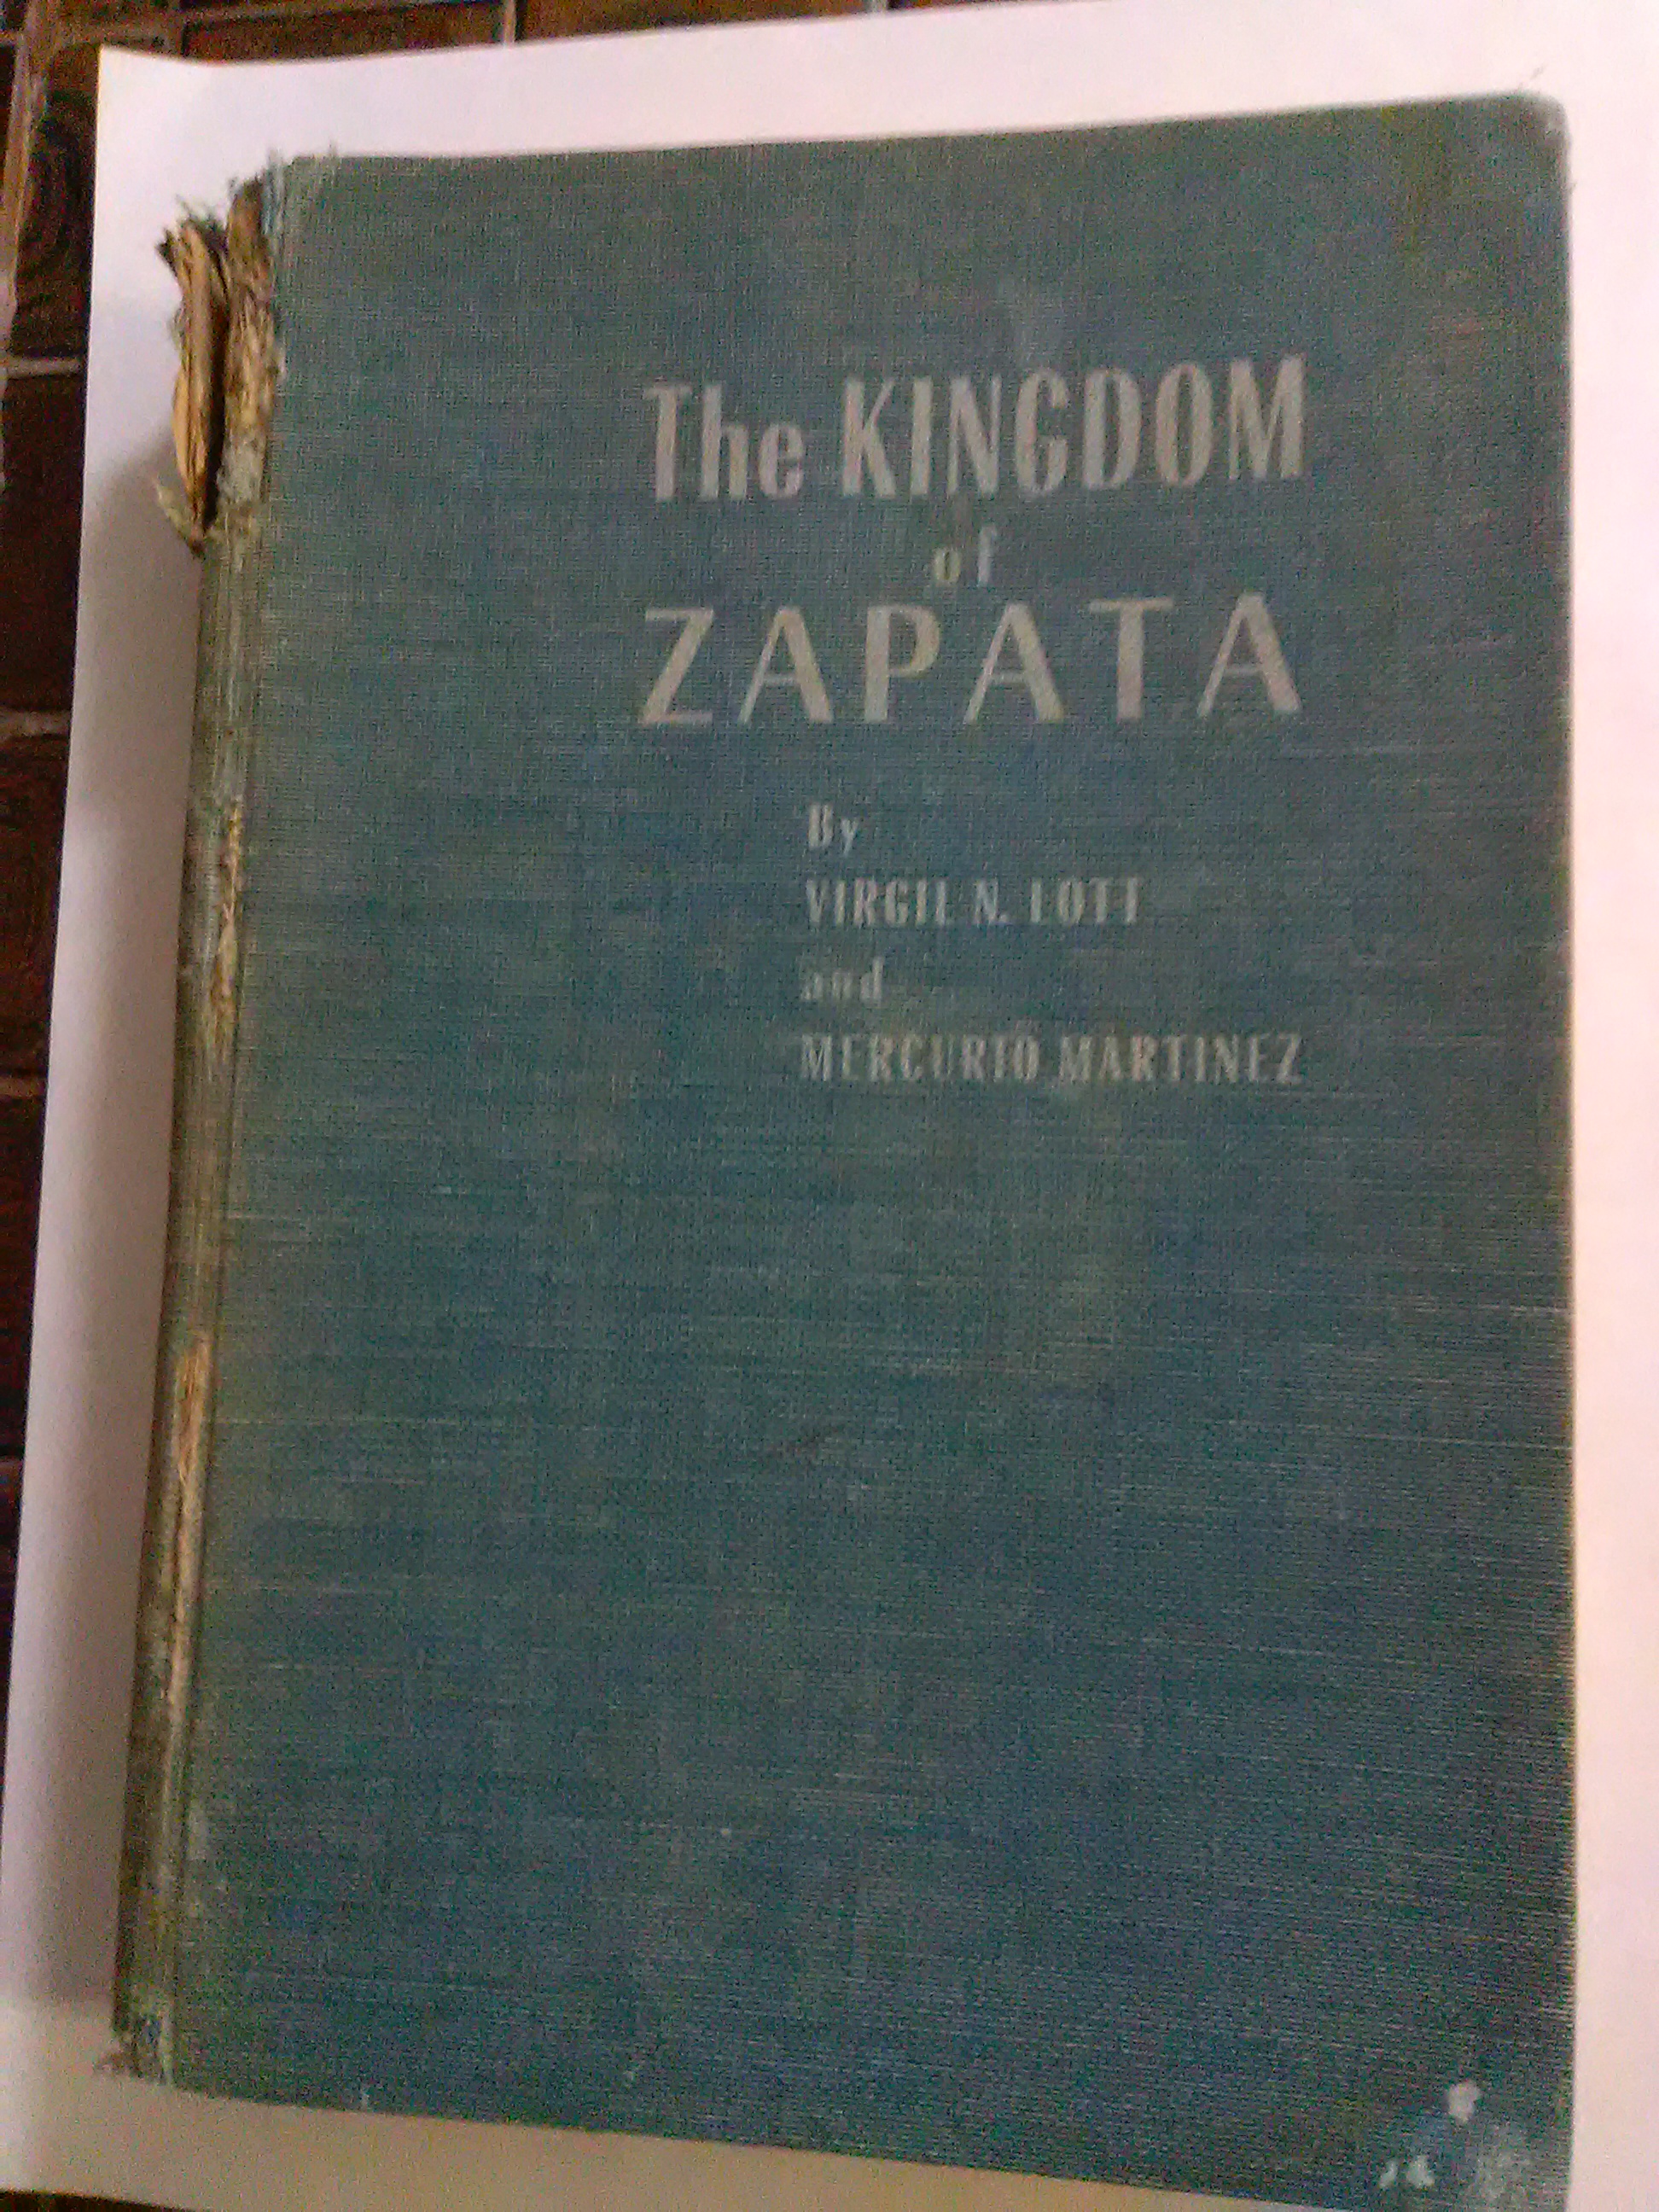 The KINGDOM
of
ZAPATA
By
VIRGIL N. LOTT
and
MERCURIO MARTINEZ